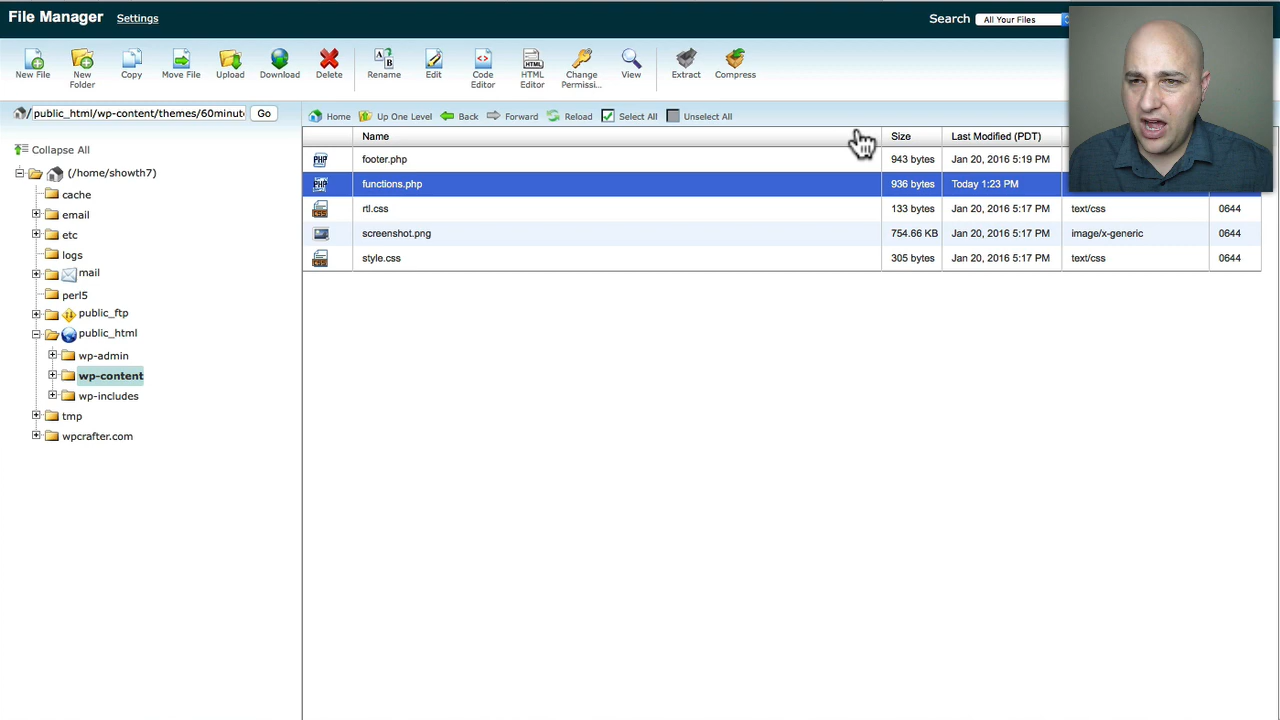 File Manager Settings Search All Your Files
New File New Folder Copy Move File Upload Download Delete Rename Edit Code Editor HTML Editor Change Permissi... View Extract Compress
/ public_html/wp-content/themes/60minut Go Home Up One Level Back Forward Reload Select All Unselect All
Collapse All
Name Size Last Modified (PDT)
footer.php 943 bytes Jan 20, 2016 5:19 PM
functions.php 936 bytes Today 1:23 PM
rtl.css 133 bytes Jan 20, 2016 5:17 PM text/css 0644
screenshot.png 754.66 KB Jan 20, 2016 5:17 PM image/x-generic 0644
style.css 305 bytes Jan 20, 2016 5:17 PM text/css 0644
(/home/showth7)
cache
email
etc
logs
mail
perl5
public_ftp
public_html
wp-admin
wp-content
wp-includes
tmp
wpcrafter.com